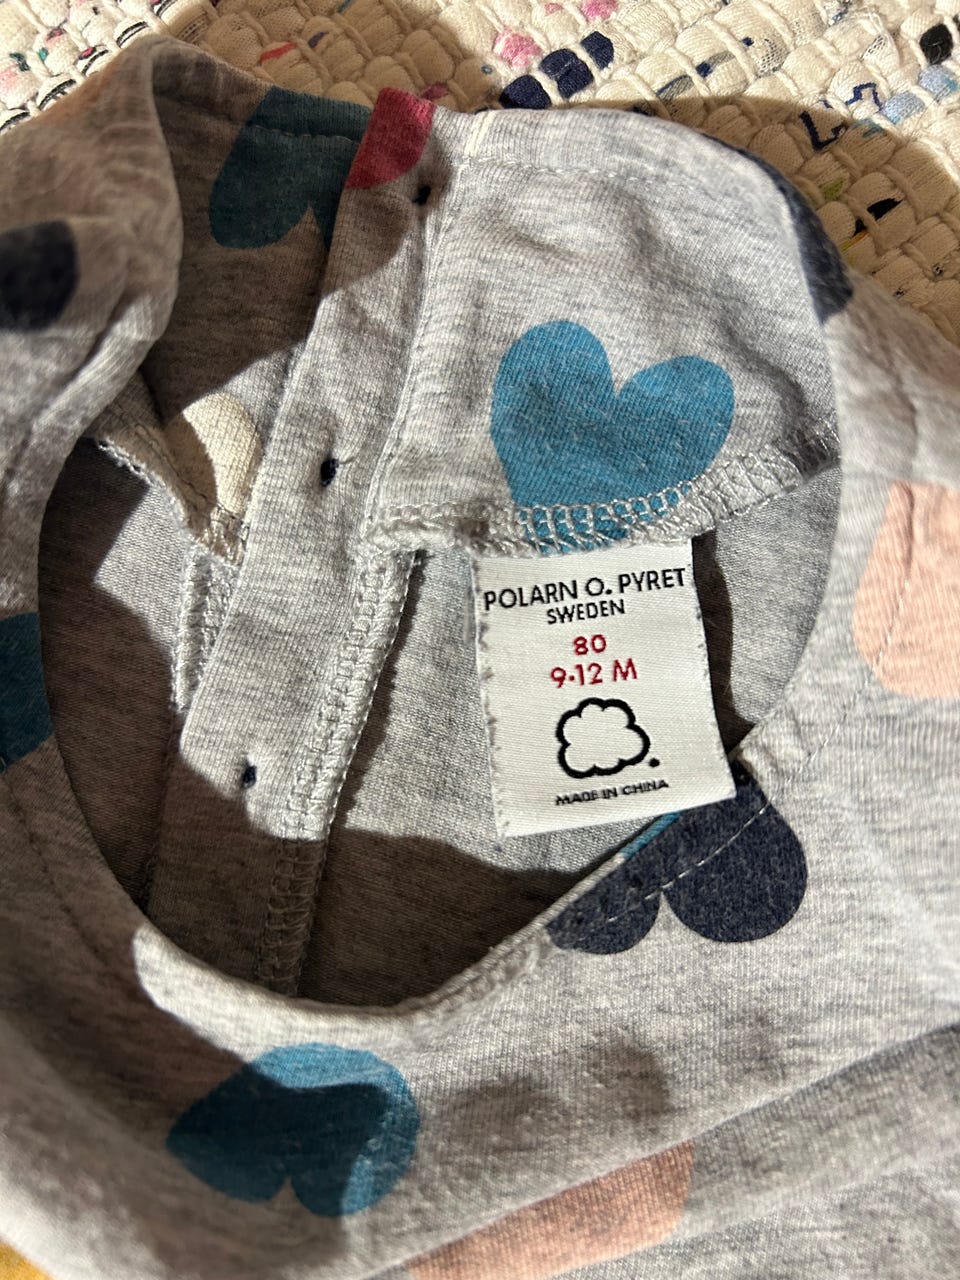 POLARN O. PYRET
SWEDEN
80
9-12 M
MADE IN CHINA